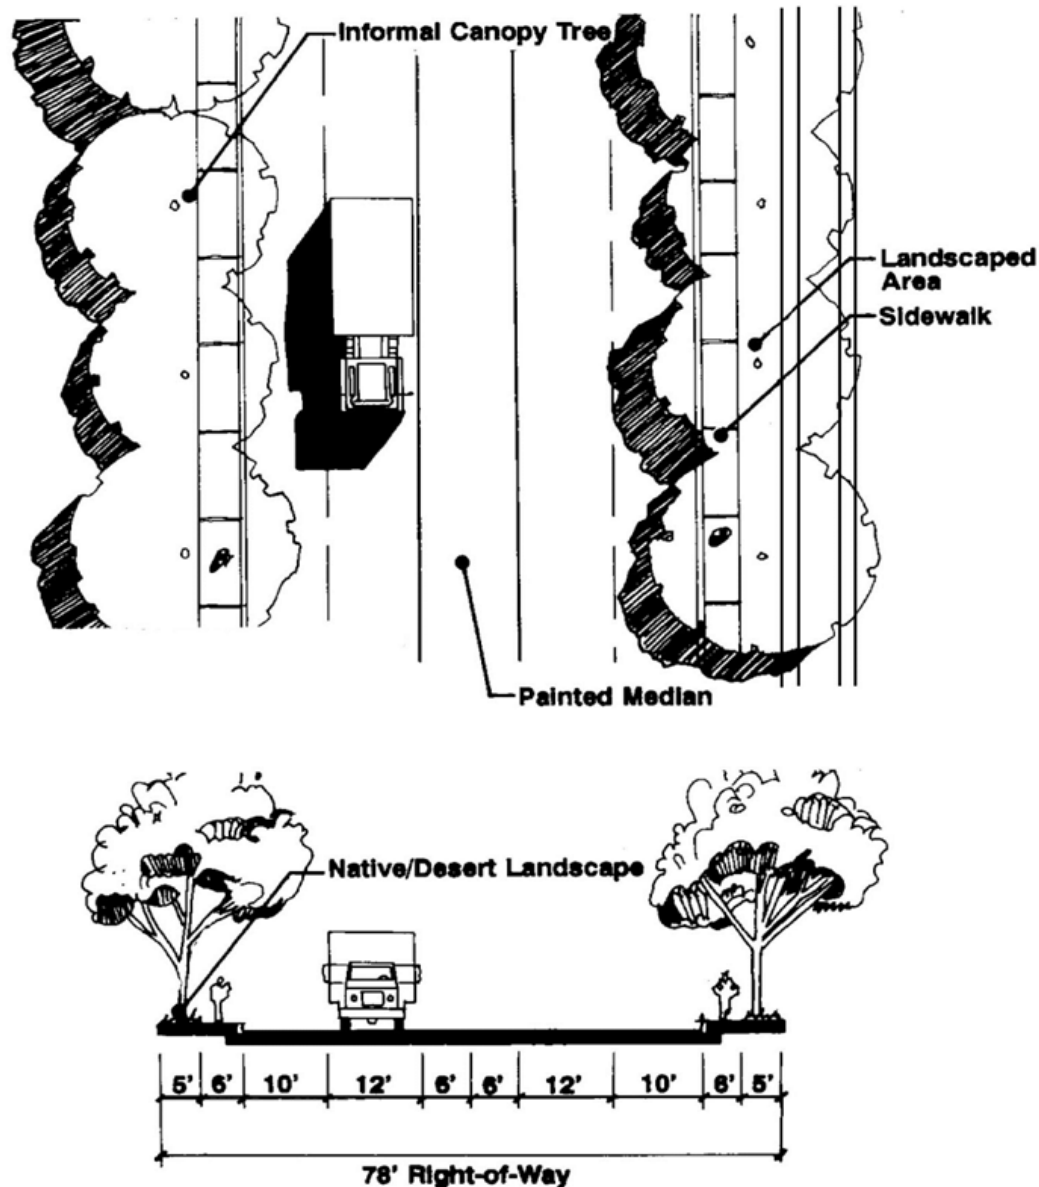 Informal Canopy Tree
Landscaped
Area
Sidewalk
Painted Median
Native/Desert Landscape
5' 6' 10' 12' 6' 6' 12' 10' 6' 5'
78' Right-of-Way